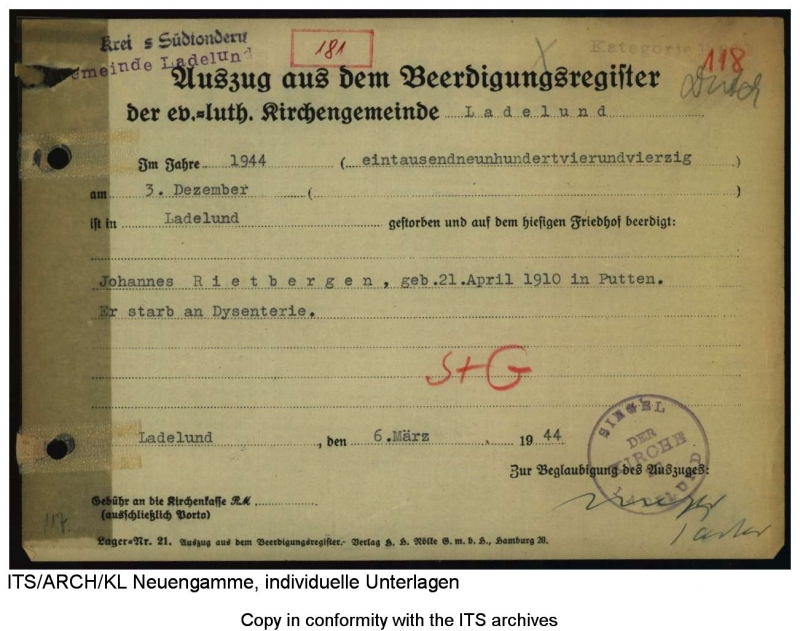 Kreis Südtondern
Gemeinde Ladelund
181
Kategorie
118
Auszug aus dem Beerdigungsregister
der ev.=luth. Kirchengemeinde Ladelund
Im Jahre 1944 (eintausendneunhundertvierundvierzig)
am 3. Dezember ( )
ist in Ladelund gestorben und auf dem hiesigen Friedhof beerdigt:
Johannes Rietbergen, geb.21.April 1910 in Putten.
Er starb an Dysenterie.
S+G
Ladelund, den 6.März 1944
SIEGEL
DER
KIRCHE
Zur Beglaubigung des Auszuges:
Gebühr an die Kirchenkasse RM
(ausschließlich Porto)
117.
Lager=Nr. 21. Auszug aus dem Beerdigungsregister.- Verlag H. H. Nölke G. m. b. H., Hamburg 20.
ITS/ARCH/KL Neuengamme, individuelle Unterlagen
Copy in conformity with the ITS archives